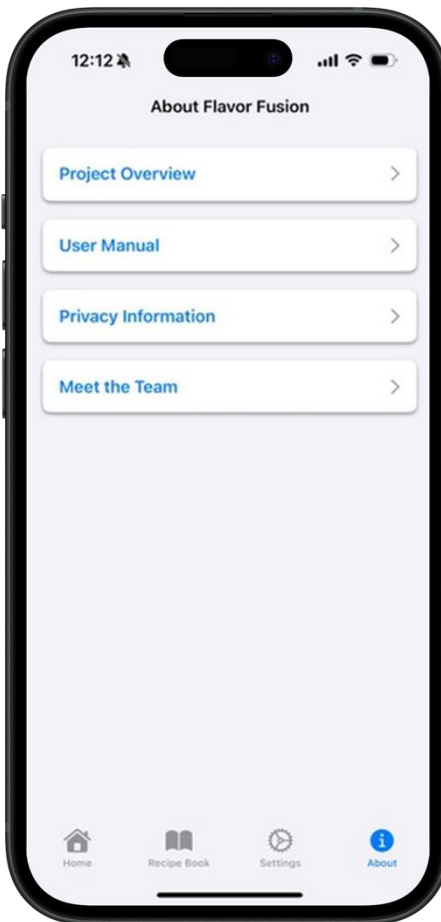 12:12
About Flavor Fusion
Project Overview
User Manual
Privacy Information
Meet the Team
Home
Recipe Book
Settings
About